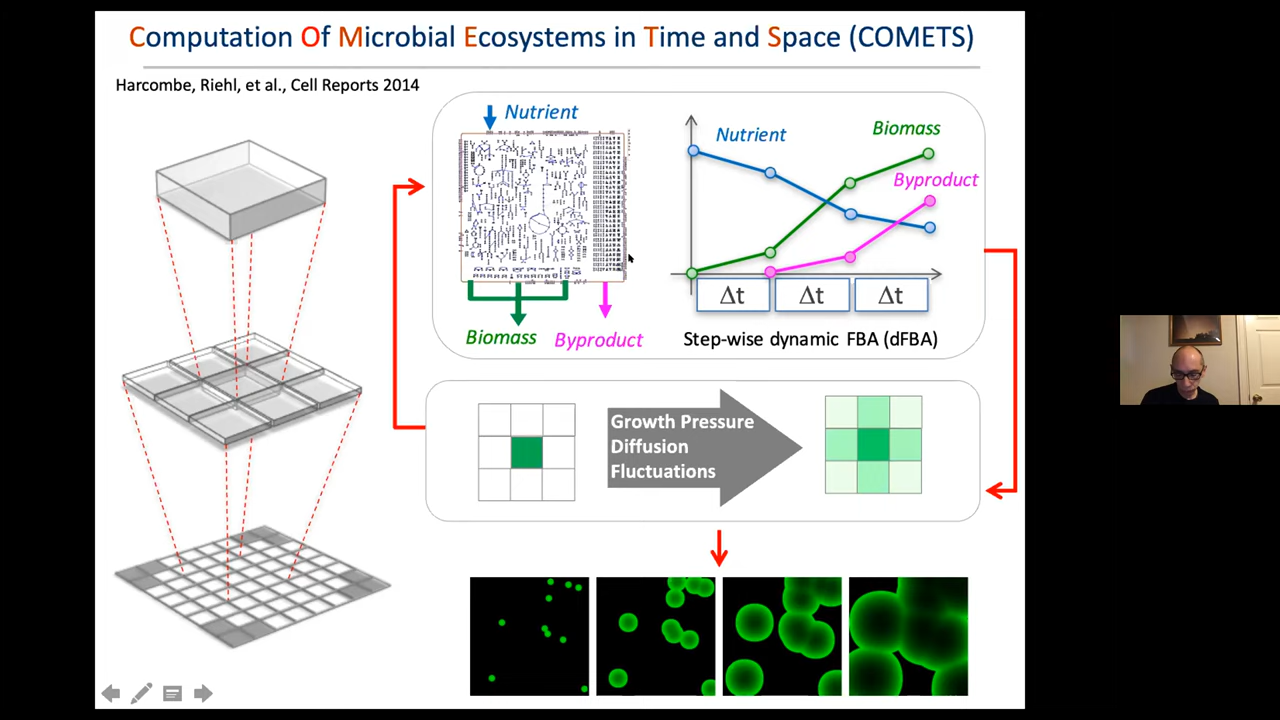 Computation Of Microbial Ecosystems in Time and Space (COMETS)
Harcombe, Riehl, et al., Cell Reports 2014
Nutrient
Biomass
Byproduct
Nutrient
Biomass
Byproduct
Δt
Δt
Δt
Step-wise dynamic FBA (dFBA)
Growth Pressure
Diffusion
Fluctuations